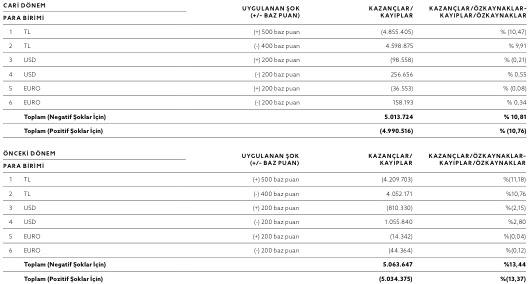 CARİ DÖNEM
PARA BİRİMİ UYGULANAN ŞOK (+/- BAZ PUAN) KAZANÇLAR/ KAYIPLAR KAZANÇLAR/ÖZKAYNAKLAR- KAYIPLAR/ÖZKAYNAKLAR
1 TL (+) 500 baz puan (4.855.405) % (10,47)
2 TL (-) 400 baz puan 4.598.875 % 9,91
3 USD (+) 200 baz puan (98.558) % (0,21)
4 USD (-) 200 baz puan 256.656 % 0,55
5 EURO (+) 200 baz puan (36.553) % (0,08)
6 EURO (-) 200 baz puan 158.193 % 0,34
Toplam (Negatif Şoklar İçin) 5.013.724 % 10,81
Toplam (Pozitif Şoklar İçin) (4.990.516) % (10,76)
ÖNCEKİ DÖNEM
PARA BİRİMİ UYGULANAN ŞOK (+/- BAZ PUAN) KAZANÇLAR/ KAYIPLAR KAZANÇLAR/ÖZKAYNAKLAR- KAYIPLAR/ÖZKAYNAKLAR
1 TL (+) 500 baz puan (4.209.703) %(11,18)
2 TL (-) 400 baz puan 4.052.171 %10,76
3 USD (+) 200 baz puan (810.330) %(2,15)
4 USD (-) 200 baz puan 1.055.840 %2,80
5 EURO (+) 200 baz puan (14.342) %(0,04)
6 EURO (-) 200 baz puan (44.364) %(0,12)
Toplam (Negatif Şoklar İçin) 5.063.647 %13,44
Toplam (Pozitif Şoklar İçin) (5.034.375) %(13,37)